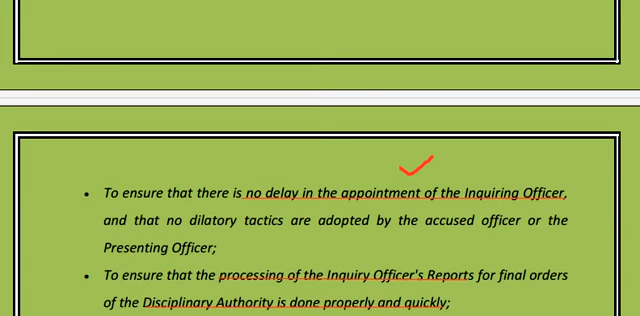 • To ensure that there is no delay in the appointment of the Inquiring Officer,
and that no dilatory tactics are adopted by the accused officer or the
Presenting Officer;
• To ensure that the processing of the Inquiry Officer's Reports for final orders
of the Disciplinary Authority is done properly and quickly;